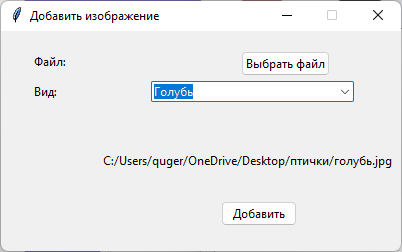 Добавить изображение
Файл:
Выбрать файл
Вид:
Голубь
C:/Users/quger/OneDrive/Desktop/птички/голубь.jpg
Добавить